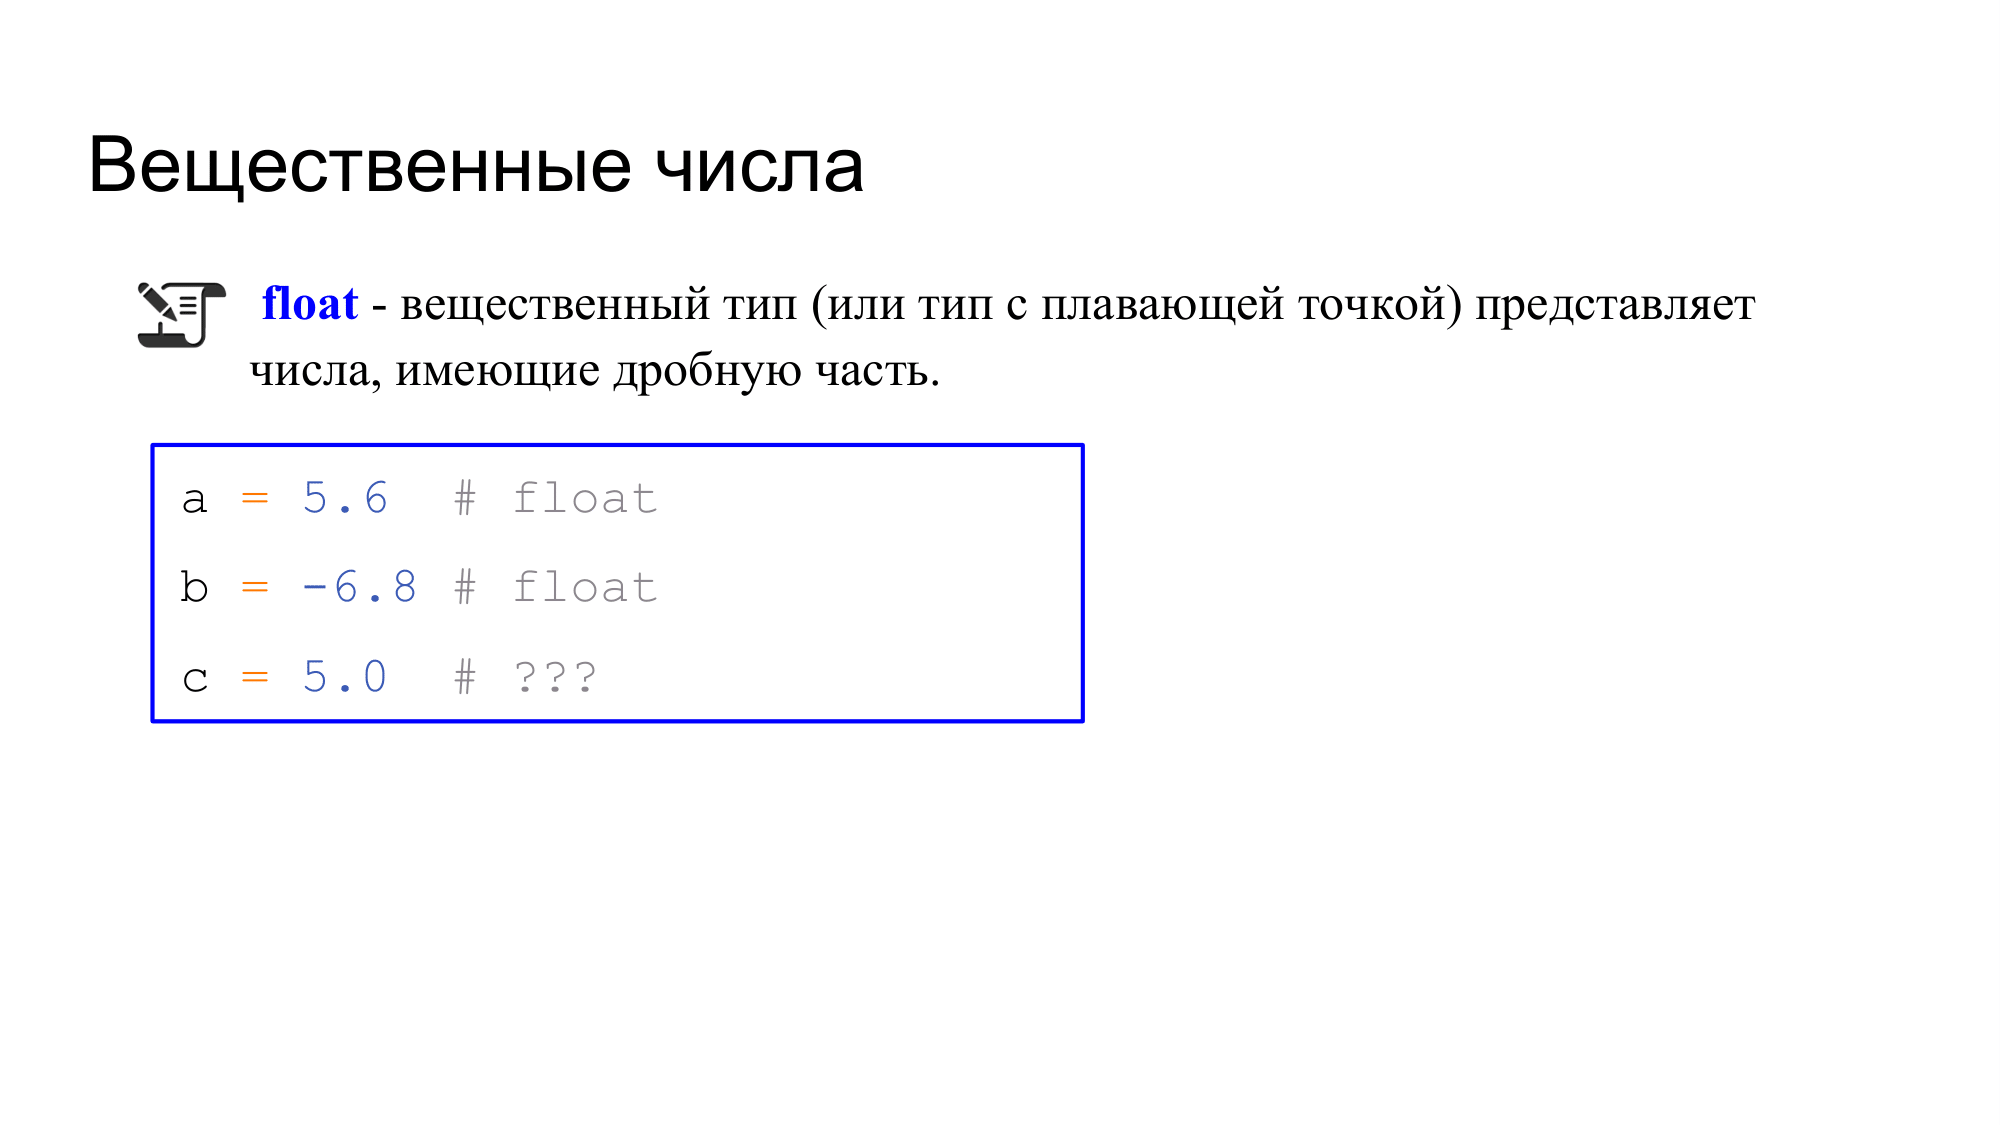 Вещественные числа
float - вещественный тип (или тип с плавающей точкой) представляет
числа, имеющие дробную часть.
a = 5.6  # float
b = -6.8 # float
c = 5.0  # ???